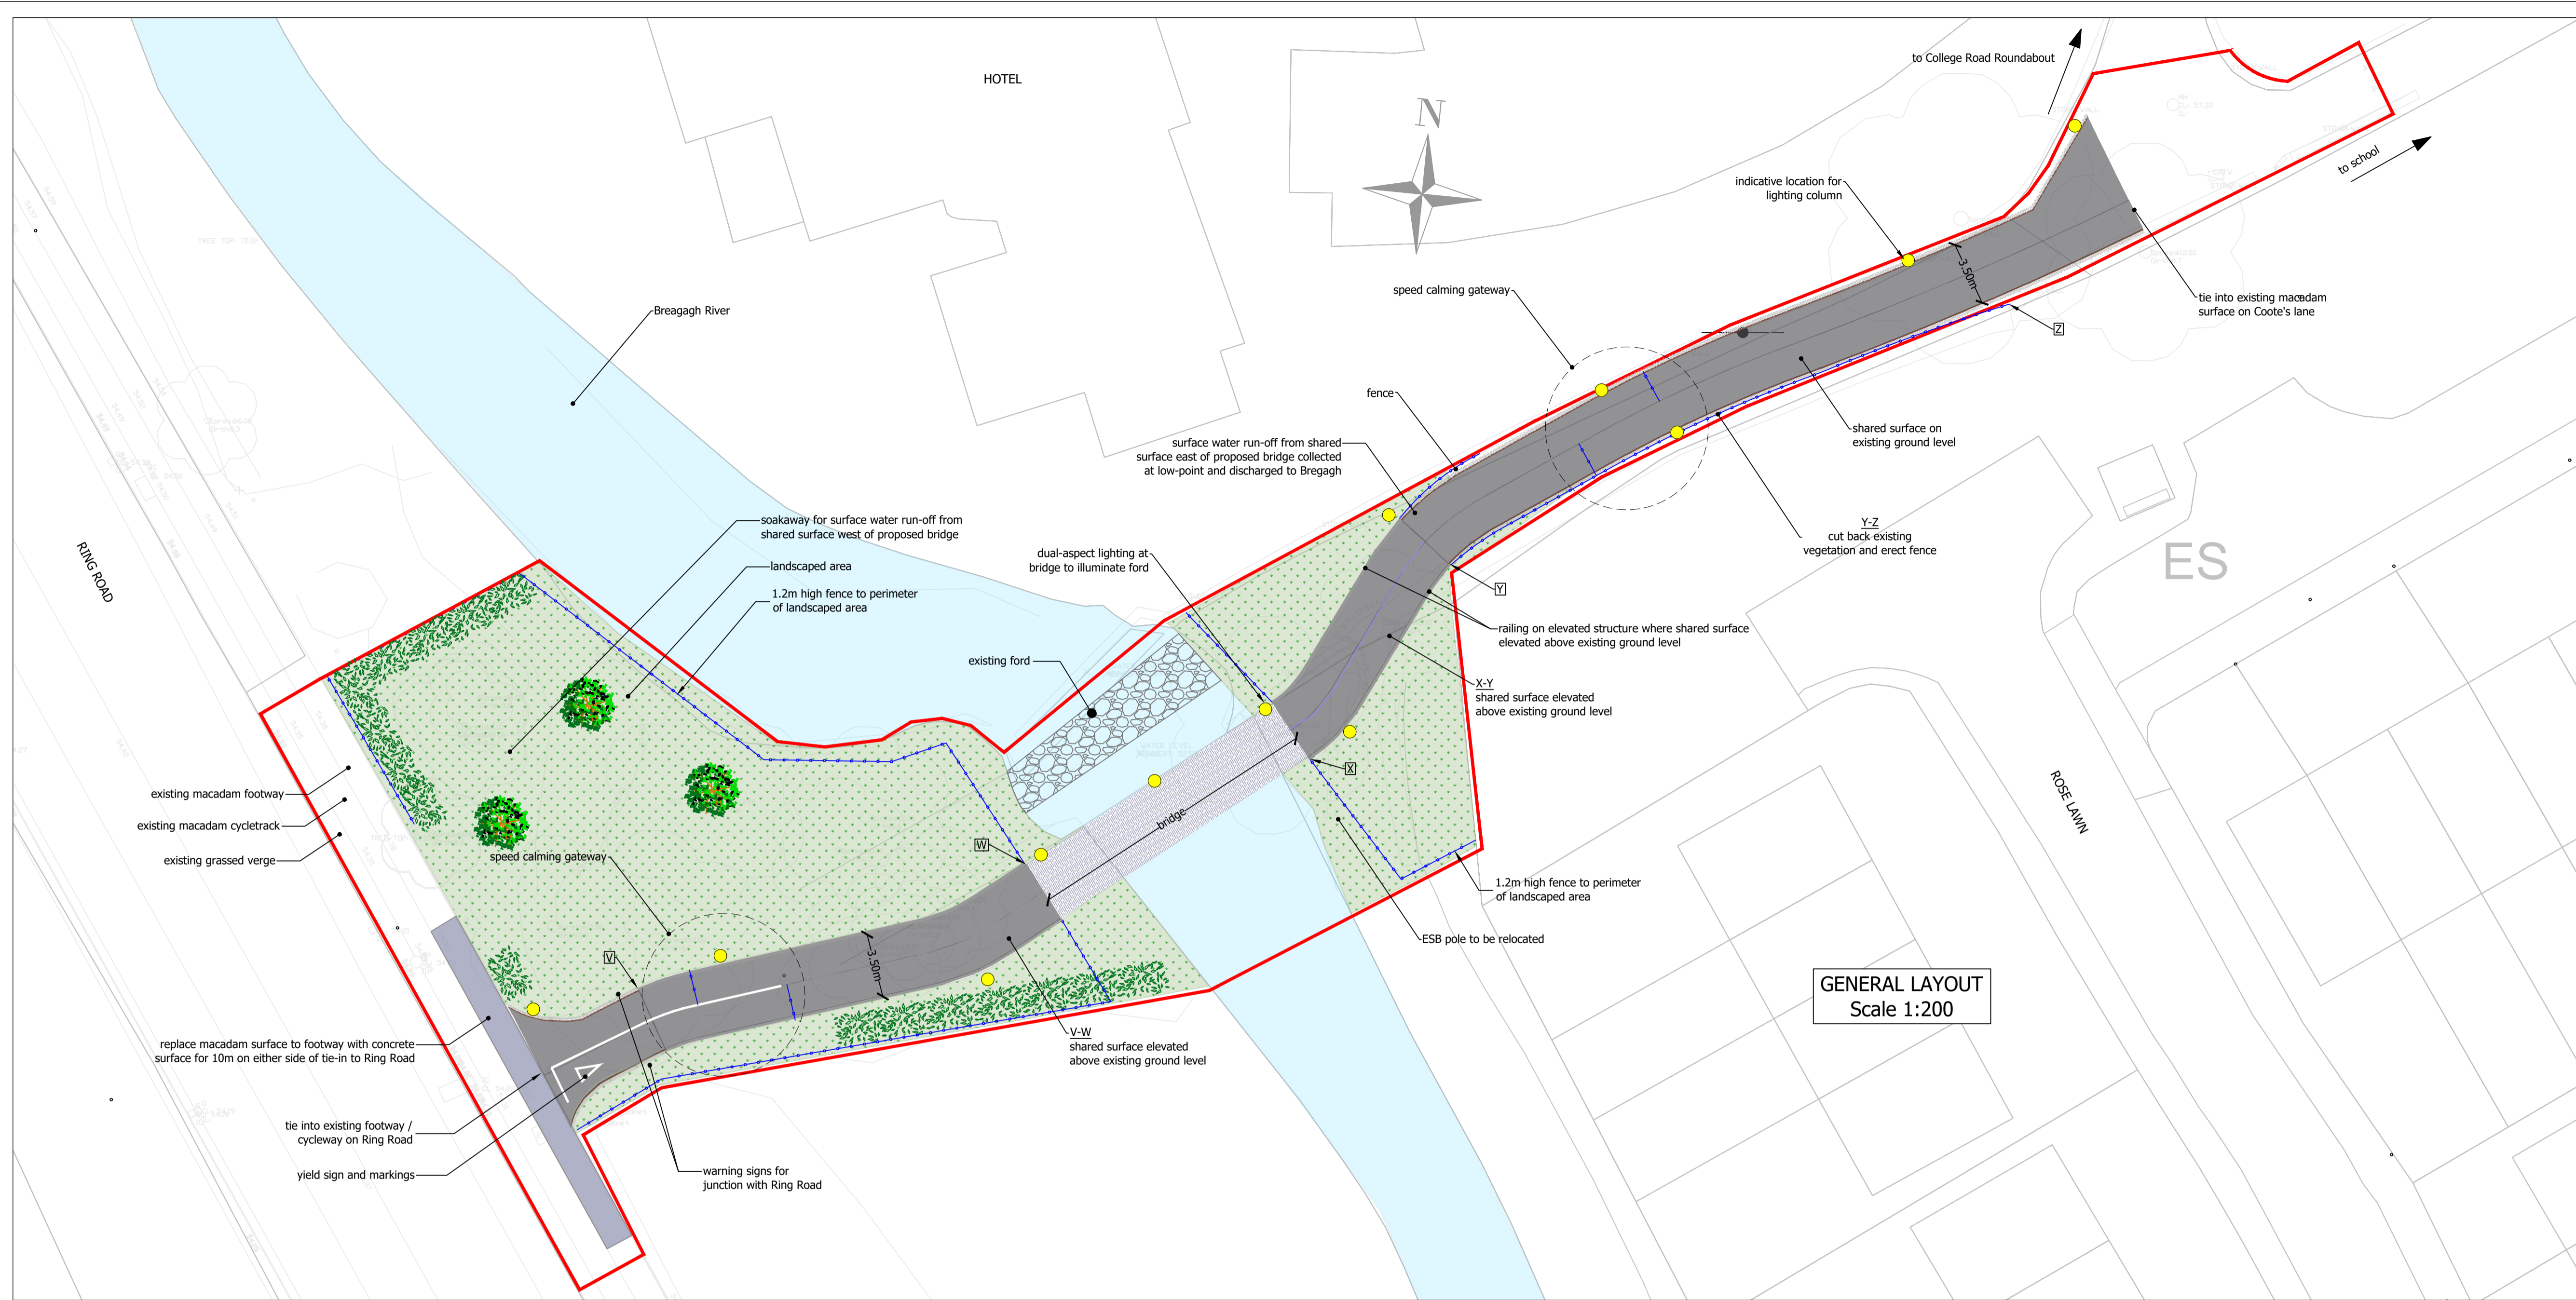 to College Road Roundabout
HOTEL
N
to school
indicative location for
lighting column
speed calming gateway
Breagagh River
tie into existing macadam
surface on Coote's lane
Z
3.50m
fence
shared surface on
existing ground level
surface water run-off from shared
surface east of proposed bridge collected
at low-point and discharged to Bregagh
Y-Z
cut back existing
vegetation and erect fence
ES
soakaway for surface water run-off from
shared surface west of proposed bridge
landscaped area
1.2m high fence to perimeter
of landscaped area
dual-aspect lighting at
bridge to illuminate ford
RING ROAD
Y
railing on elevated structure where shared surface
elevated above existing ground level
existing ford
X-Y
shared surface elevated
above existing ground level
X
bridge
existing macadam footway
existing macadam cycletrack
existing grassed verge
speed calming gateway
W
ROSE LAWN
1.2m high fence to perimeter
of landscaped area
ESB pole to be relocated
V
3.50m
GENERAL LAYOUT
Scale 1:200
V-W
shared surface elevated
above existing ground level
replace macadam surface to footway with concrete
surface for 10m on either side of tie-in to Ring Road
tie into existing footway /
cycleway on Ring Road
yield sign and markings
warning signs for
junction with Ring Road